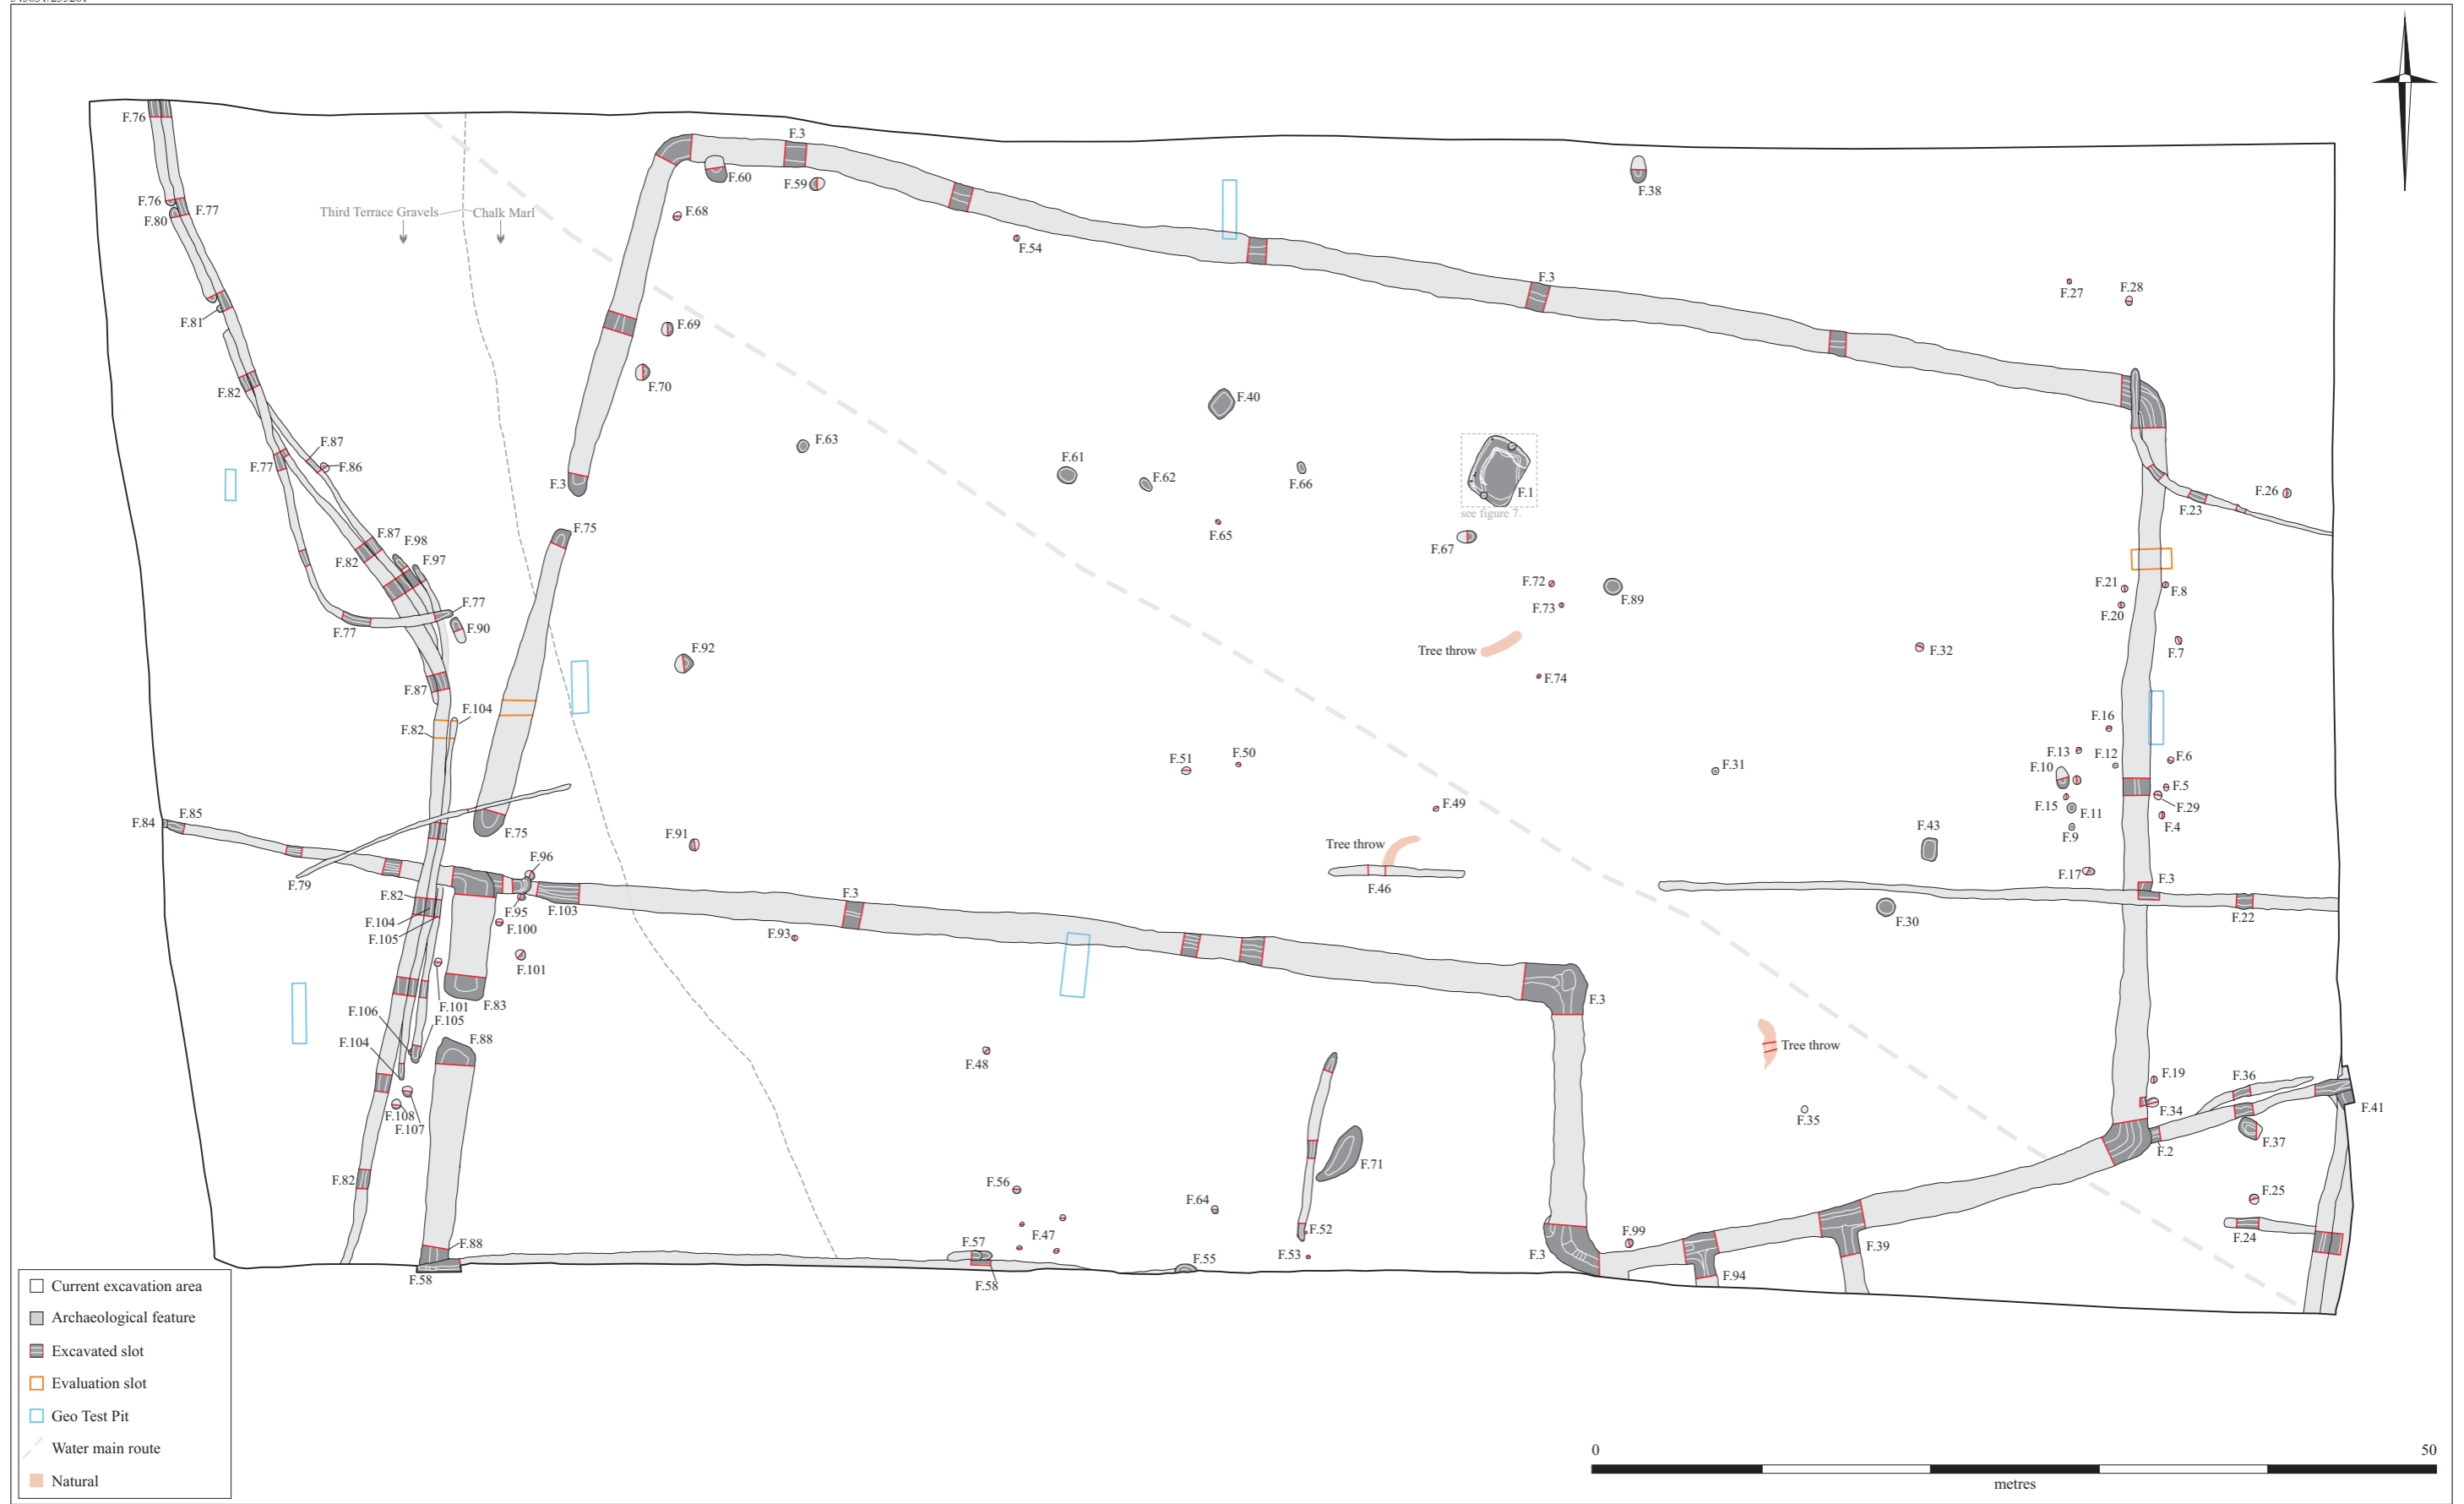 F.76
F.3
F.60
F.59
F.38
F.76
F.77
F.80
Third Terrace Gravels
Chalk Marl
F.68
F.54
F.3
F.27
F.28
F.81
F.69
F.70
F.82
F.40
F.87
F.86
F.77
F.63
F.61
F.62
F.66
F.1
see figure 7.
F.3
F.26
F.23
F.75
F.65
F.67
F.87
F.98
F.97
F.82
F.72
F.73
F.89
F.21
F.20
F.8
F.77
F.90
F.77
F.92
Tree throw
F.32
F.7
F.74
F.87
F.104
F.82
F.16
F.13
F.12
F.6
F.51
F.50
F.31
F.10
F.5
F.29
F.15
F.11
F.4
F.9
F.49
F.84
F.85
F.75
F.91
Tree throw
F.43
F.96
F.79
F.46
F.17
F.3
F.82
F.104
F.105
F.95
F.103
F.100
F.3
F.30
F.22
F.93
F.101
F.101
F.83
F.3
F.106
F.105
F.104
F.88
F.48
Tree throw
F.19
F.36
F.34
F.41
F.108
F.107
F.35
F.37
F.2
F.71
F.82
F.56
F.64
F.25
F.47
F.52
F.24
F.88
F.57
F.53
F.55
F.3
F.99
F.39
F.94
F.58
F.58
Current excavation area
Archaeological feature
Excavated slot
Evaluation slot
Geo Test Pit
Water main route
Natural
0
50
metres